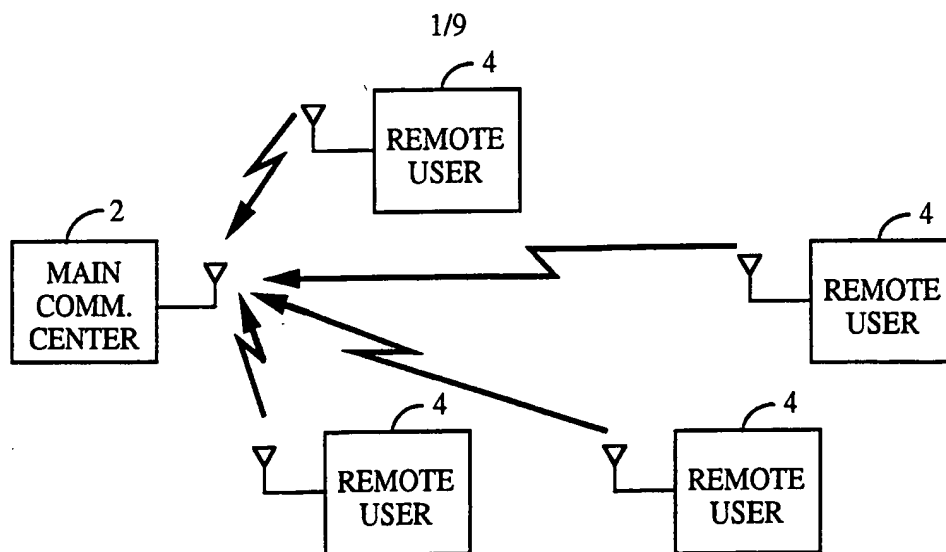 1/9
4
REMOTE
USER
2
MAIN
COMM.
CENTER
4
REMOTE
USER
4
REMOTE
USER
4
REMOTE
USER